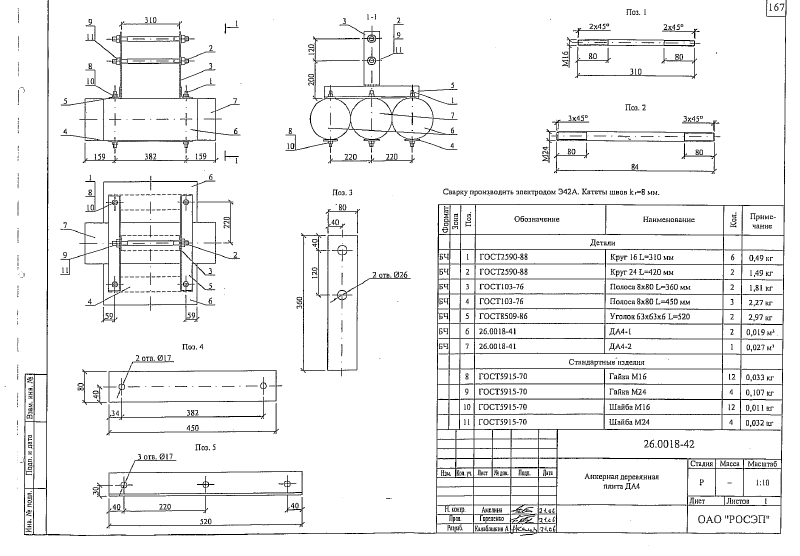 167
310
1
9
11
8
10
5
4
2
3
1
7
6
159
382
159
1
1-1
3
2
9
11
120
200
5
1
7
6
4
8
10
220
220
Поз. 1
2х45°
2х45°
М16
80
80
310
Поз. 2
3х45°
3х45°
М24
80
80
84
1
8
10
7
9
11
4
6
220
2
3
5
6
59
59
Поз. 3
80
40
40
120
360
2 отв. Ø26
Поз. 4
2 отв. Ø17
80
40
34
382
450
Поз. 5
3 отв. Ø17
30
40
220
40
520
Сварку производить электродом Э42А. Катеты швов k₁=8 мм.
Формат Зона Поз. Обозначение Наименование Кол. Приме-чание
Детали
БЧ 1 ГОСТ2590-88 Круг 16 L=310 мм 6 0,49 кг
БЧ 2 ГОСТ2590-88 Круг 24 L=420 мм 2 1,49 кг
БЧ 3 ГОСТ103-76 Полоса 8х80 L=360 мм 2 1,81 кг
БЧ 4 ГОСТ103-76 Полоса 8х80 L=450 мм 3 2,27 кг
БЧ 5 ГОСТ8509-86 Уголок 63х63х6 L=520 2 2,97 кг
БЧ 6 26.0018-41 ДА4-1 2 0,019 м³
БЧ 7 26.0018-41 ДА4-2 1 0,027 м³
Стандартные изделия
8 ГОСТ5915-70 Гайка М16 12 0,033 кг
9 ГОСТ5915-70 Гайка М24 4 0,107 кг
10 ГОСТ5915-70 Шайба М16 12 0,011 кг
11 ГОСТ5915-70 Шайба М24 4 0,032 кг
26.0018-42
Изм. Кол. уч. Лист № док. Подп. Дата
Анкерная деревянная
плита ДА4
Стадия Масса Масштаб
Р – 1:10
Лист Листов 1
Н. контр. Амелина
Пров. Гореленко
Разраб. Калабашкин А
ОАО "РОСЭП"
Взам. инв. №
Подп. и дата
Инв. № подл.